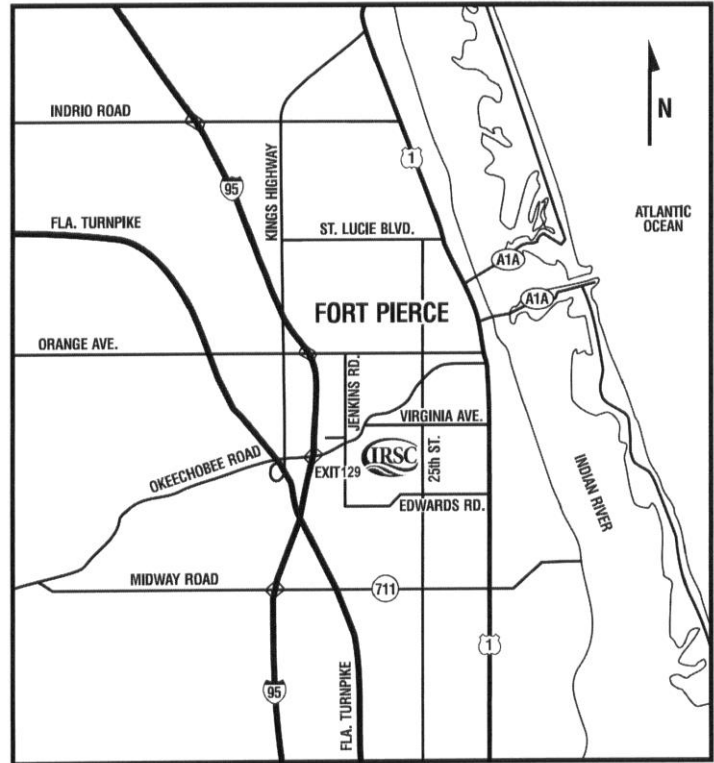 INDRIO ROAD
1
N
95
KINGS HIGHWAY
FLA. TURNPIKE
ST. LUCIE BLVD.
ATLANTIC
OCEAN
A1A
A1A
FORT PIERCE
ORANGE AVE.
JENKINS RD.
VIRGINIA AVE.
OKEECHOBEE ROAD
IRSC
25th ST.
EXIT 129
INDIAN RIVER
EDWARDS RD.
MIDWAY ROAD
711
1
95
FLA. TURNPIKE